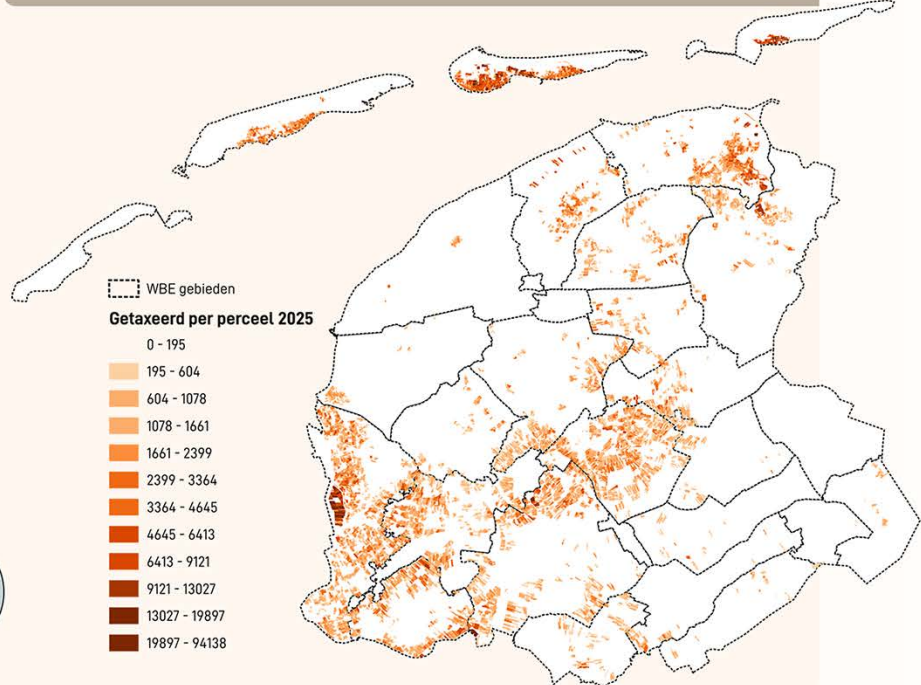 WBE gebieden
Getaxeerd per perceel 2025
0 - 195
195 - 604
604 - 1078
1078 - 1661
1661 - 2399
2399 - 3364
3364 - 4645
4645 - 6413
6413 - 9121
9121 - 13027
13027 - 19897
19897 - 94138